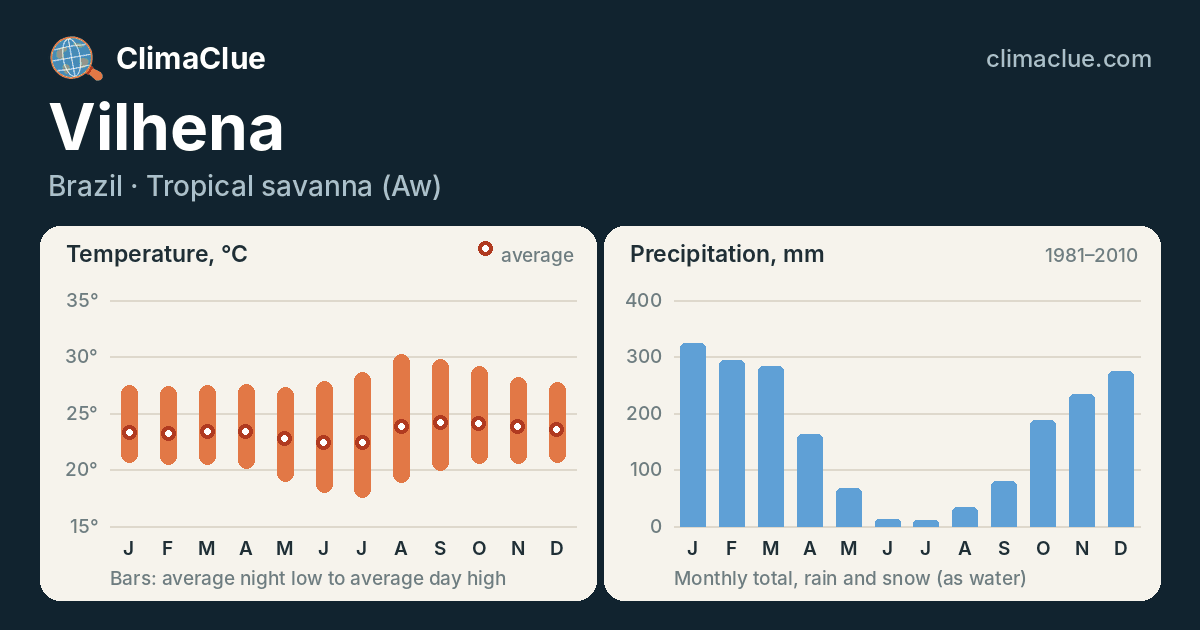 ClimaClue
climaclue.com
Vilhena
Brazil · Tropical savanna (Aw)
Temperature, °C
average
35°
30°
25°
20°
15°
J F M A M J J A S O N D
Bars: average night low to average day high
Precipitation, mm
1981–2010
400
300
200
100
0
J F M A M J J A S O N D
Monthly total, rain and snow (as water)